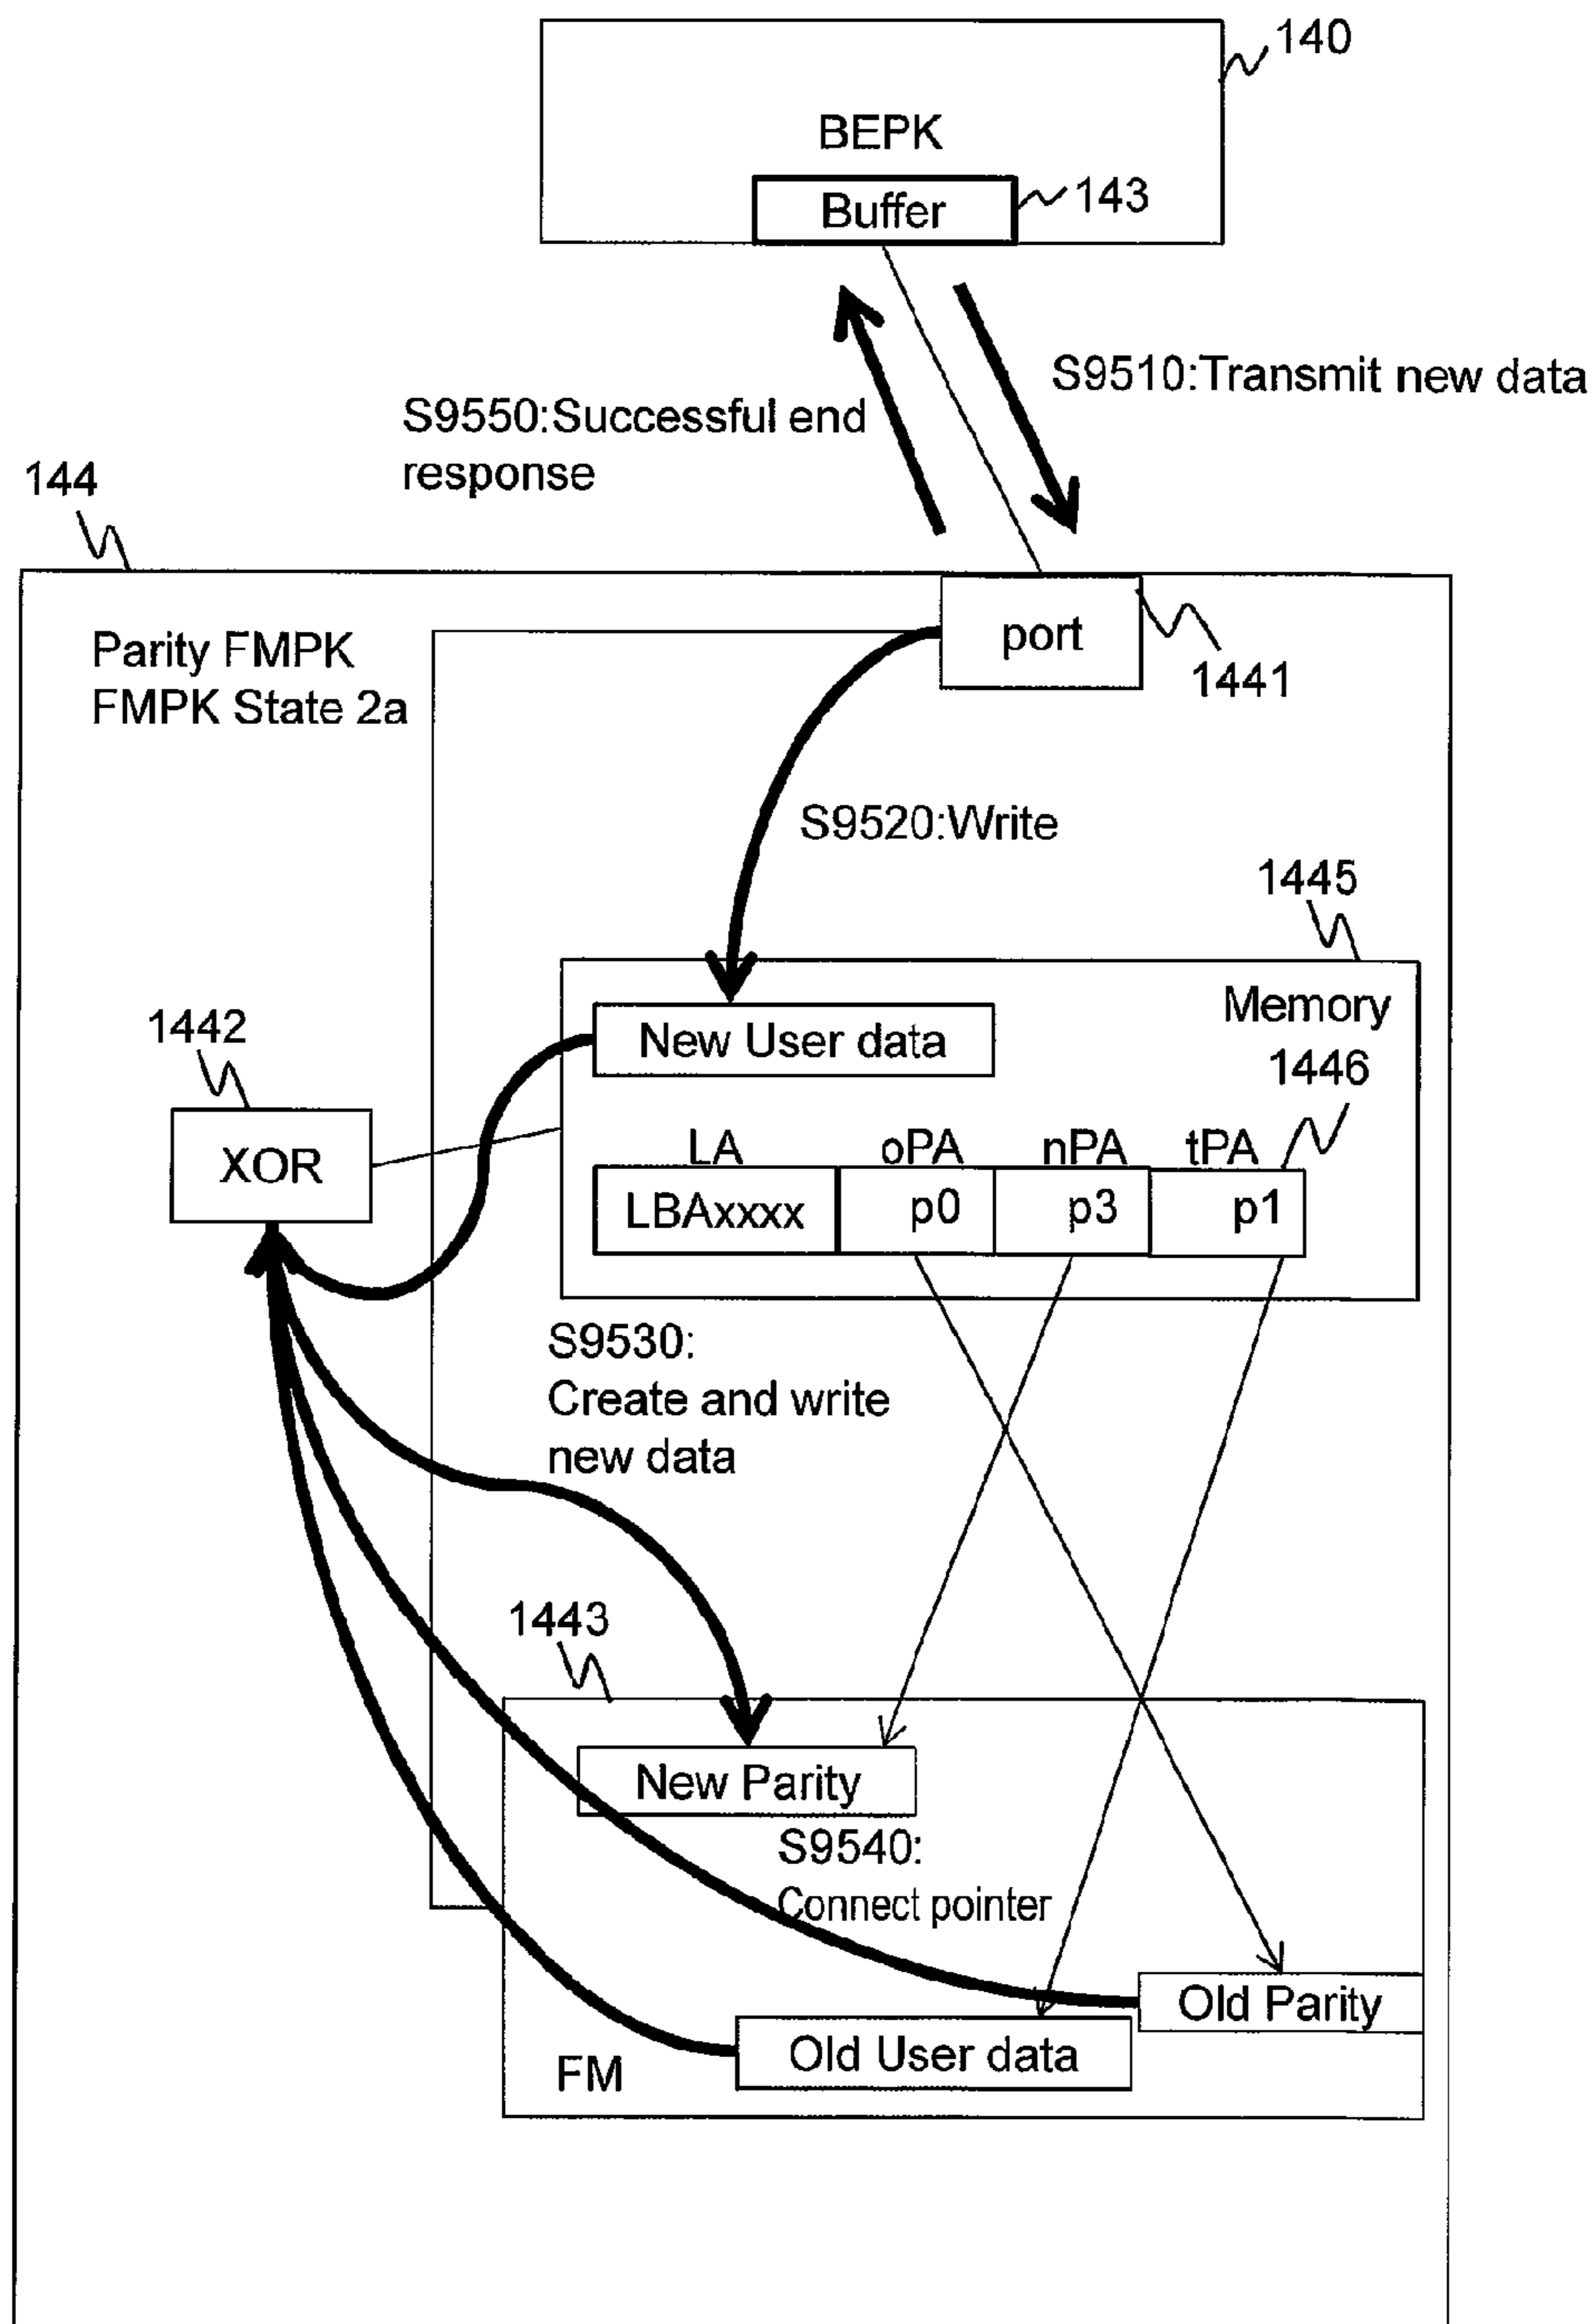 140
BEPK
Buffer
143
S9510:Transmit new data
S9550:Successful end
response
144
Parity FMPK
FMPK State 2a
port
1441
S9520:Write
1445
Memory
New User data
1442
1446
XOR
LA oPA nPA tPA
LBAxxxx p0 p3 p1
S9530:
Create and write
new data
1443
New Parity
S9540:
Connect pointer
Old Parity
Old User data
FM